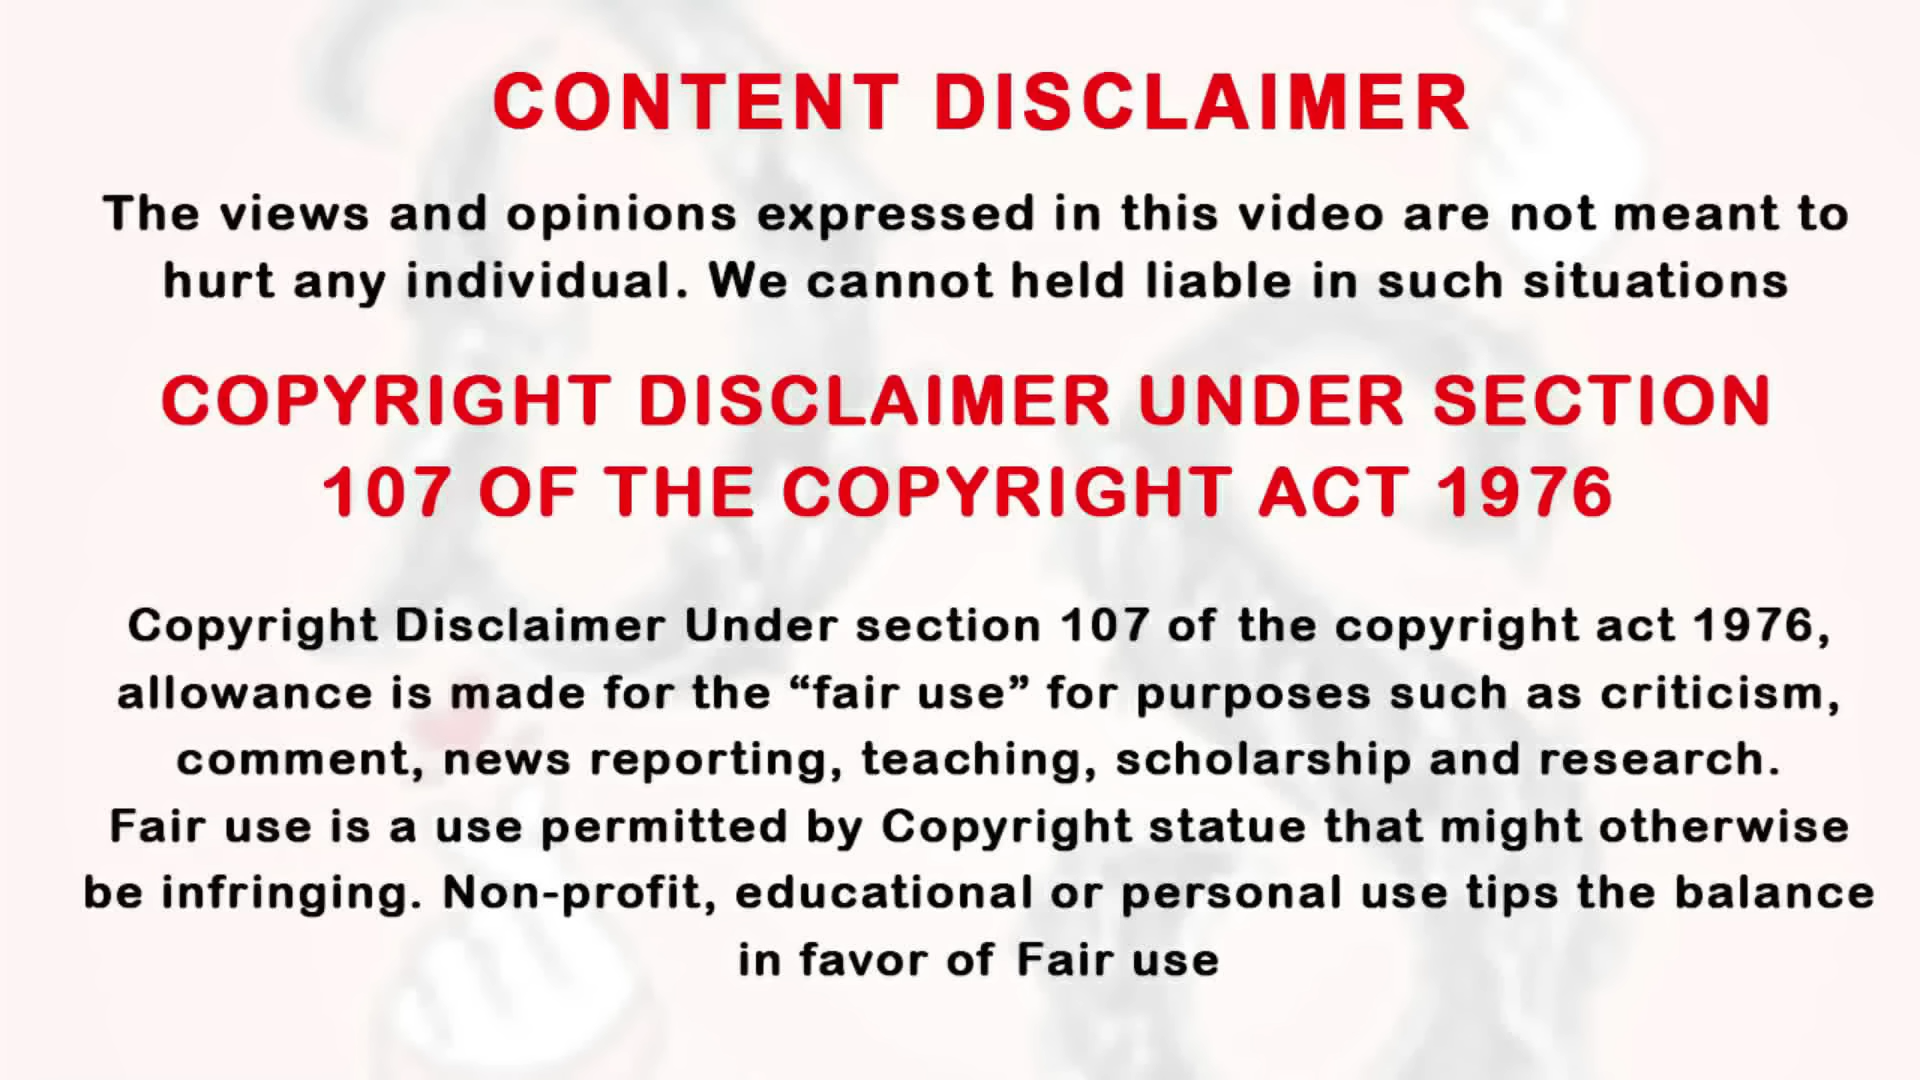 CONTENT DISCLAIMER
The views and opinions expressed in this video are not meant to
hurt any individual. We cannot held liable in such situations
COPYRIGHT DISCLAIMER UNDER SECTION
107 OF THE COPYRIGHT ACT 1976
Copyright Disclaimer Under section 107 of the copyright act 1976,
allowance is made for the “fair use” for purposes such as criticism,
comment, news reporting, teaching, scholarship and research.
Fair use is a use permitted by Copyright statue that might otherwise
be infringing. Non-profit, educational or personal use tips the balance
in favor of Fair use